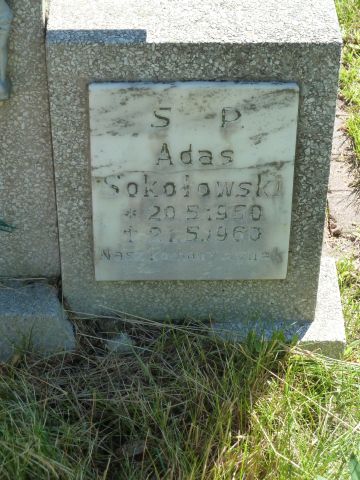 Ś P.
Adaś
Sokołowski
* 20.5.1950
† 21.5.1960